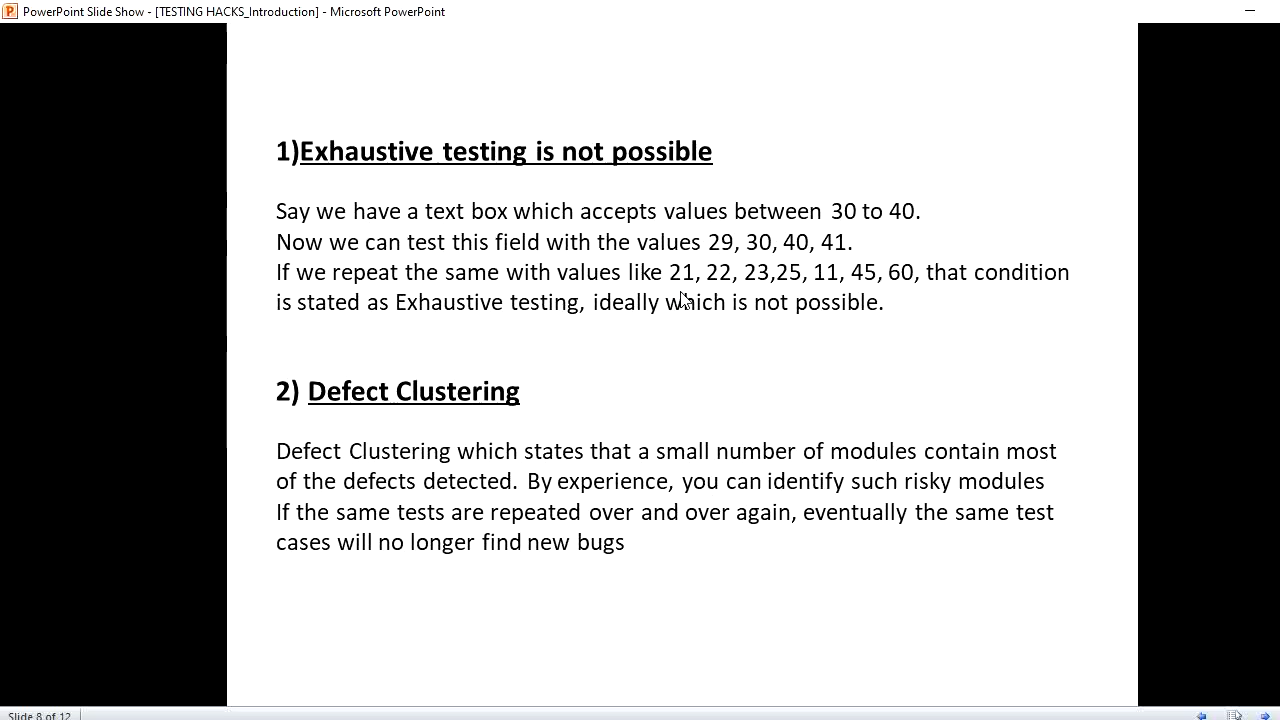 PowerPoint Slide Show - [TESTING HACKS_Introduction] - Microsoft PowerPoint
1)Exhaustive testing is not possible
Say we have a text box which accepts values between 30 to 40.
Now we can test this field with the values 29, 30, 40, 41.
If we repeat the same with values like 21, 22, 23,25, 11, 45, 60, that condition
is stated as Exhaustive testing, ideally which is not possible.
2) Defect Clustering
Defect Clustering which states that a small number of modules contain most
of the defects detected. By experience, you can identify such risky modules
If the same tests are repeated over and over again, eventually the same test
cases will no longer find new bugs
Slide 8 of 12